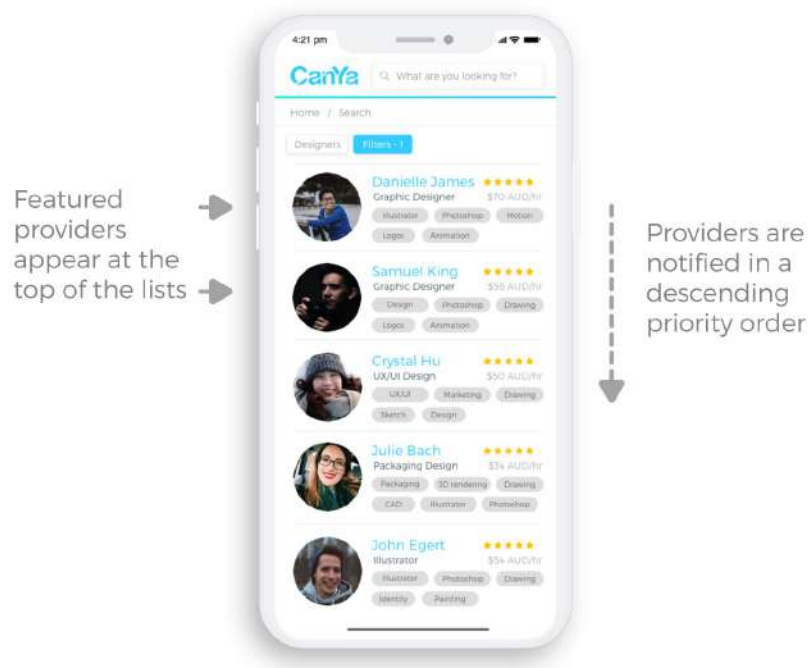 4:21 pm
CanYa
What are you looking for?
Home / Search
Designers
Filters - 1
Featured
providers
appear at the
top of the lists
Danielle James
Graphic Designer
$70 AUD/hr
Illustrator
Photoshop
Motion
Logos
Animation
Samuel King
Graphic Designer
AUD/hr
Design
Photoshop
Drawing
Logos
Animation
Crystal Hu
UX/UI Design
$50 AUD/hr
UX/UI
Marketing
Drawing
Sketch
Design
Julie Bach
Packaging Design
$34 AUD/hr
Packaging
3D rendering
Drawing
CAD
Illustrator
Photoshop
John Egert
Illustrator
$34 AUD/hr
Illustrator
Photoshop
Drawing
Identity
Painting
Providers are
notified in a
descending
priority order